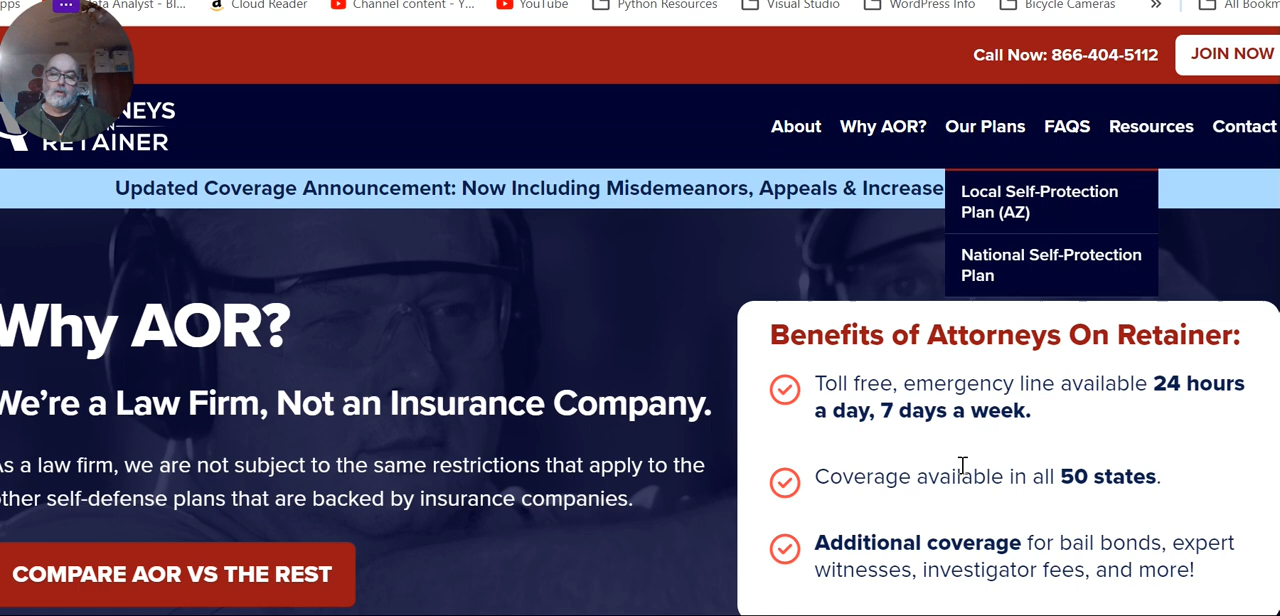 Bl...
Cloud Reader
Channel content - Y...
YouTube
Python Resources
Visual Studio
WordPress Info
Bicycle Cameras
»
All Bookm
Call Now: 866-404-5112
JOIN NOW
NEYS
RETAINER
About
Why AOR?
Our Plans
FAQS
Resources
Contact
Updated Coverage Announcement: Now Including Misdemeanors, Appeals & Increase
Local Self-Protection
Plan (AZ)
National Self-Protection
Plan
Why AOR?
We’re a Law Firm, Not an Insurance Company.
As a law firm, we are not subject to the same restrictions that apply to the
other self-defense plans that are backed by insurance companies.
COMPARE AOR VS THE REST
Benefits of Attorneys On Retainer:
Toll free, emergency line available 24 hours
a day, 7 days a week.
Coverage available in all 50 states.
Additional coverage for bail bonds, expert
witnesses, investigator fees, and more!